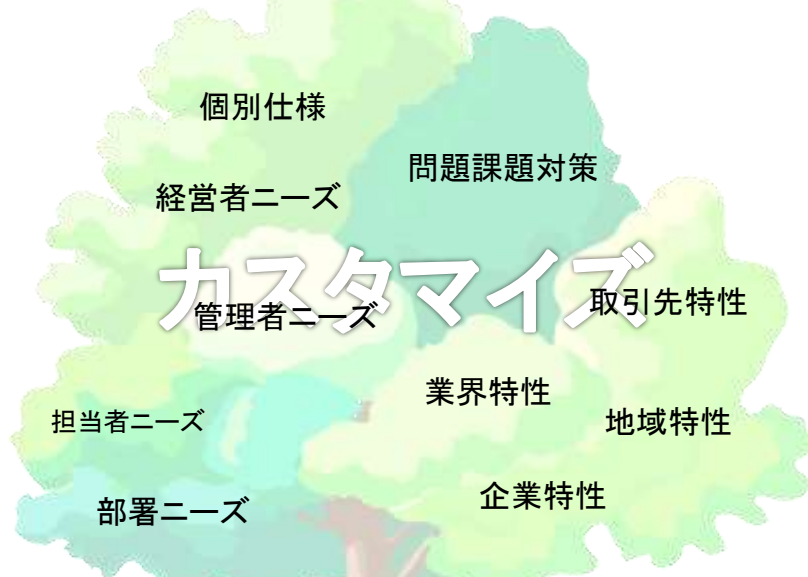 個別仕様
問題課題対策
経営者ニーズ
カスタマイズ
管理者ニーズ
取引先特性
業界特性
担当者ニーズ
地域特性
企業特性
部署ニーズ